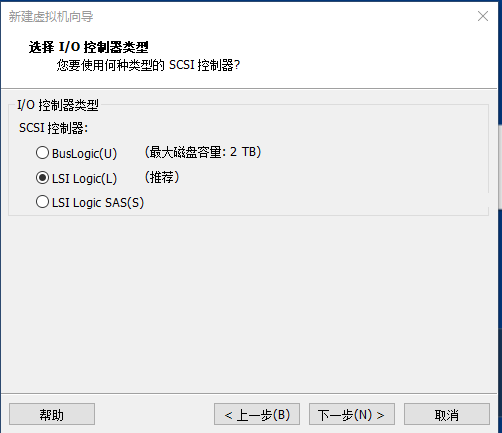 新建虚拟机向导
选择 I/O 控制器类型
您要使用何种类型的 SCSI 控制器?
I/O 控制器类型
SCSI 控制器:
BusLogic(U) (最大磁盘容量: 2 TB)
LSI Logic(L) (推荐)
LSI Logic SAS(S)
帮助 < 上一步(B) 下一步(N) > 取消